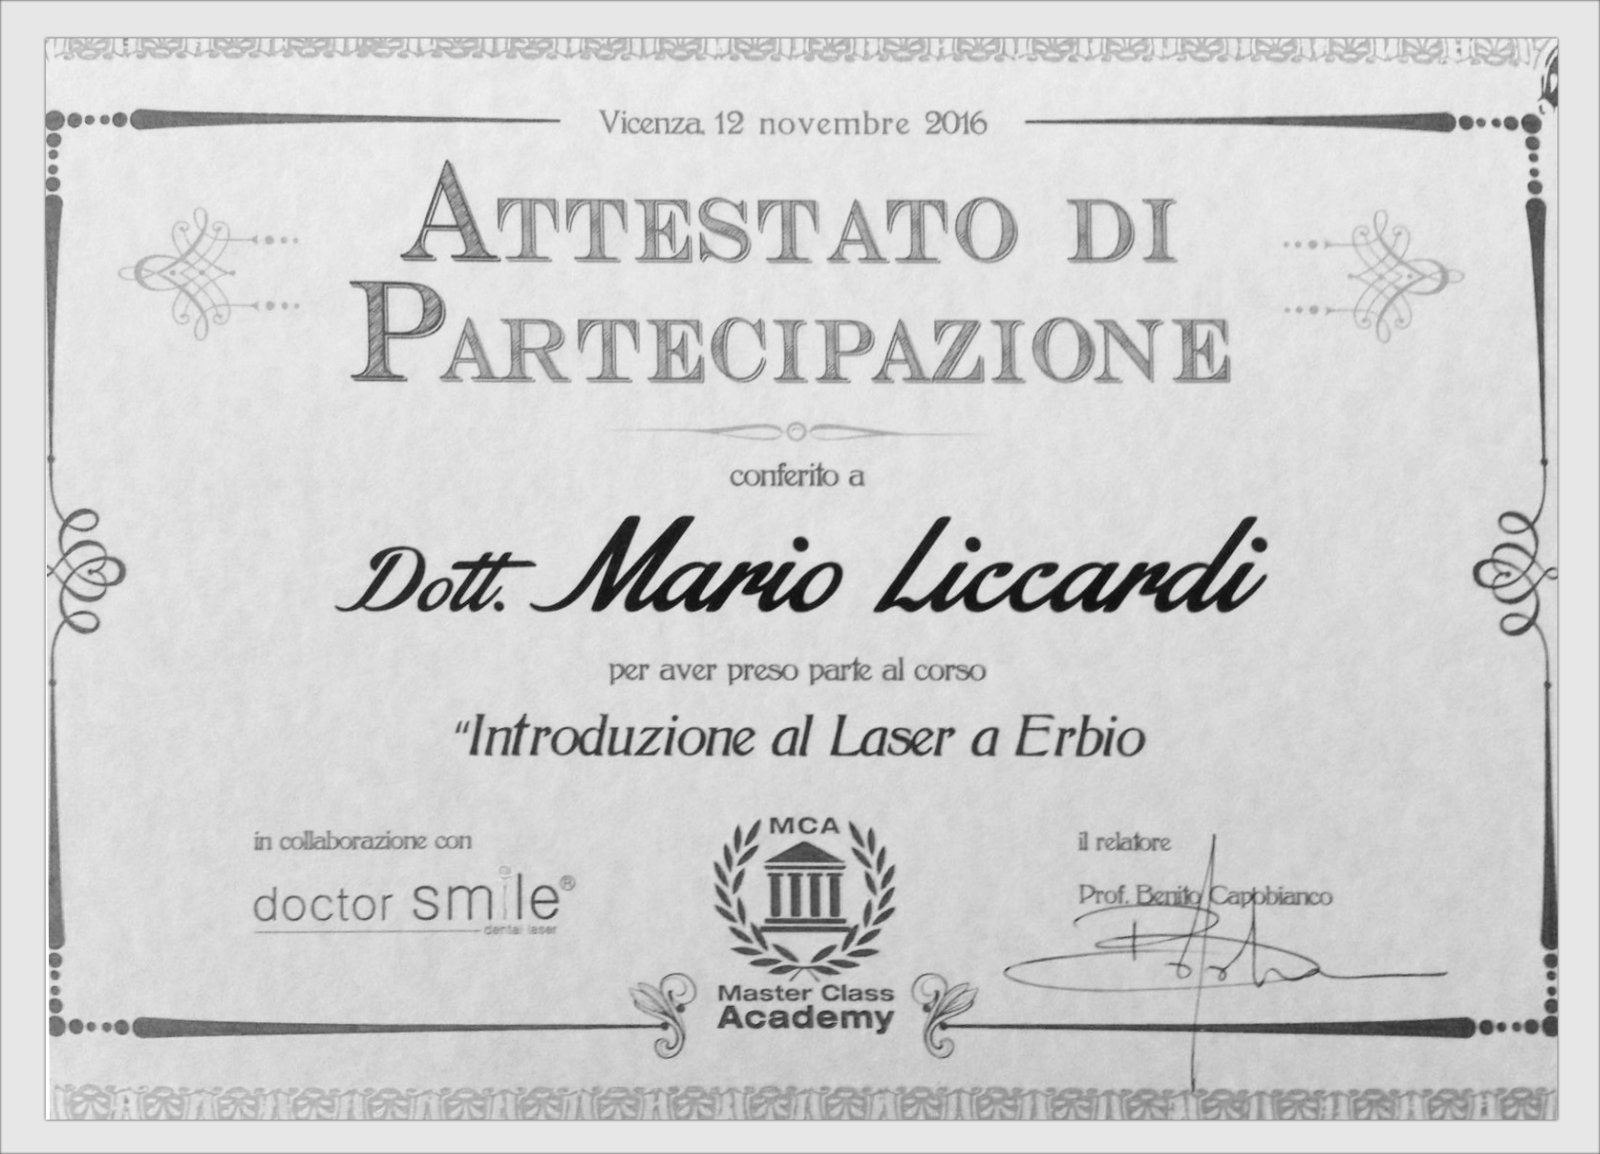 Vicenza, 12 novembre 2016
ATTESTATO DI
PARTECIPAZIONE
conferito a
Dott. Mario Liccardi
per aver preso parte al corso
“Introduzione al Laser a Erbio
in collaborazione con
doctor smile®
dental laser
MCA
Master Class
Academy
il relatore
Prof. Benito Capobianco